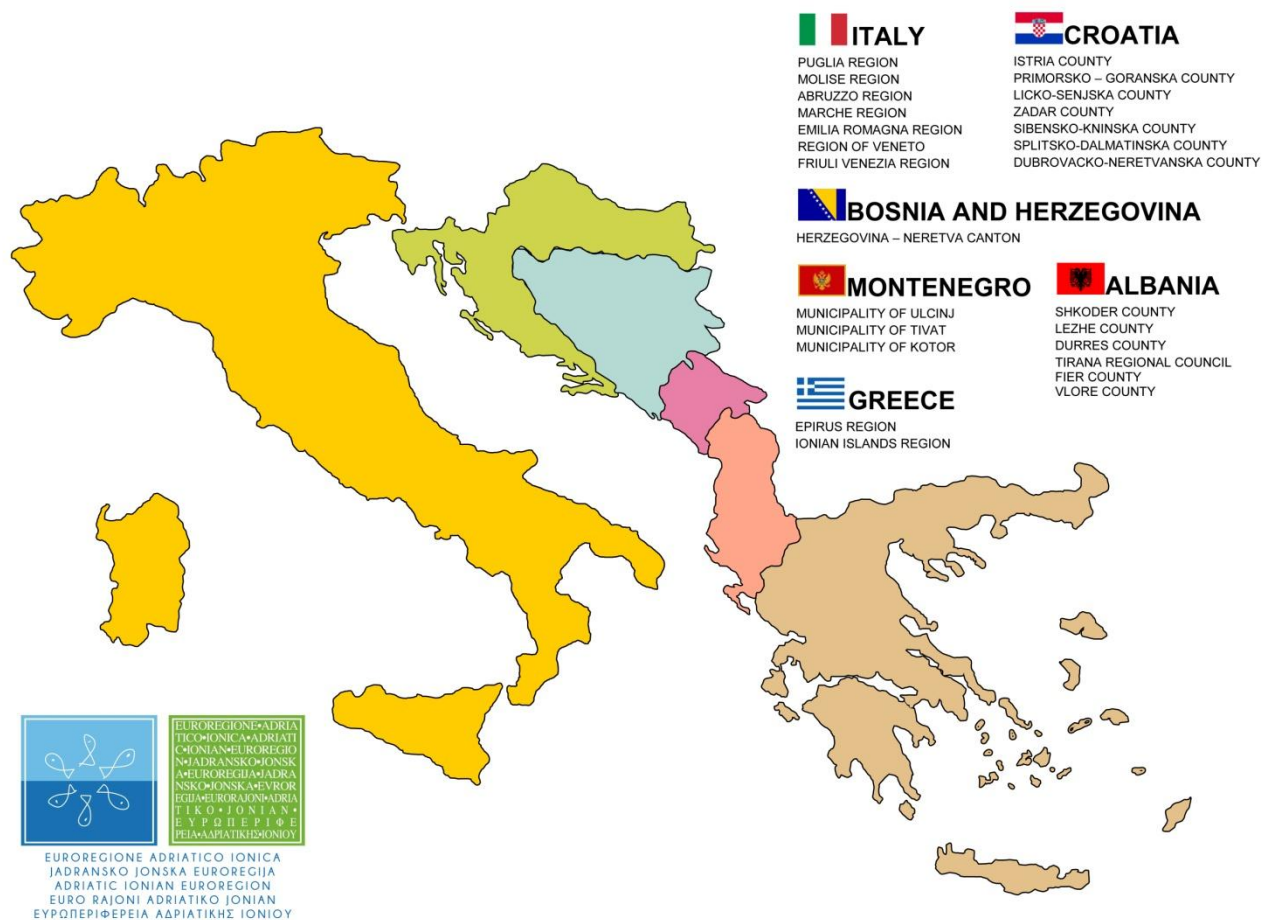 ITALY
PUGLIA REGION
MOLISE REGION
ABRUZZO REGION
MARCHE REGION
EMILIA ROMAGNA REGION
REGION OF VENETO
FRIULI VENEZIA REGION
CROATIA
ISTRIA COUNTY
PRIMORSKO – GORANSKA COUNTY
LICKO-SENJSKA COUNTY
ZADAR COUNTY
SIBENSKO-KNINSKA COUNTY
SPLITSKO-DALMATINSKA COUNTY
DUBROVACKO-NERETVANSKA COUNTY
BOSNIA AND HERZEGOVINA
HERZEGOVINA – NERETVA CANTON
MONTENEGRO
MUNICIPALITY OF ULCINJ
MUNICIPALITY OF TIVAT
MUNICIPALITY OF KOTOR
ALBANIA
SHKODER COUNTY
LEZHE COUNTY
DURRES COUNTY
TIRANA REGIONAL COUNCIL
FIER COUNTY
VLORE COUNTY
GREECE
EPIRUS REGION
IONIAN ISLANDS REGION
EUROREGIONE•ADRIA
TICO•IONICA•ADRIATI
C•IONIAN•EUROREGIO
N•JADRANSKO•JONSK
A•EUROREGIJA•JADRA
NSKO•JONSKA•EVROR
EGIJA•EURORAJONI•ADRIA
TIKO•JONIAN•
ΕΥΡΩΠΕΡΙΦΕ
ΡΕΙΑ•ΑΔΡΙΑΤΙΚΗΣ•ΙΟΝΙΟΥ
EUROREGIONE ADRIATICO IONICA
JADRANSKO JONSKA EUROREGIJA
ADRIATIC IONIAN EUROREGION
EURO RAJONI ADRIATIKO JONIAN
ΕΥΡΩΠΕΡΙΦΕΡΕΙΑ ΑΔΡΙΑΤΙΚΗΣ ΙΟΝΙΟΥ